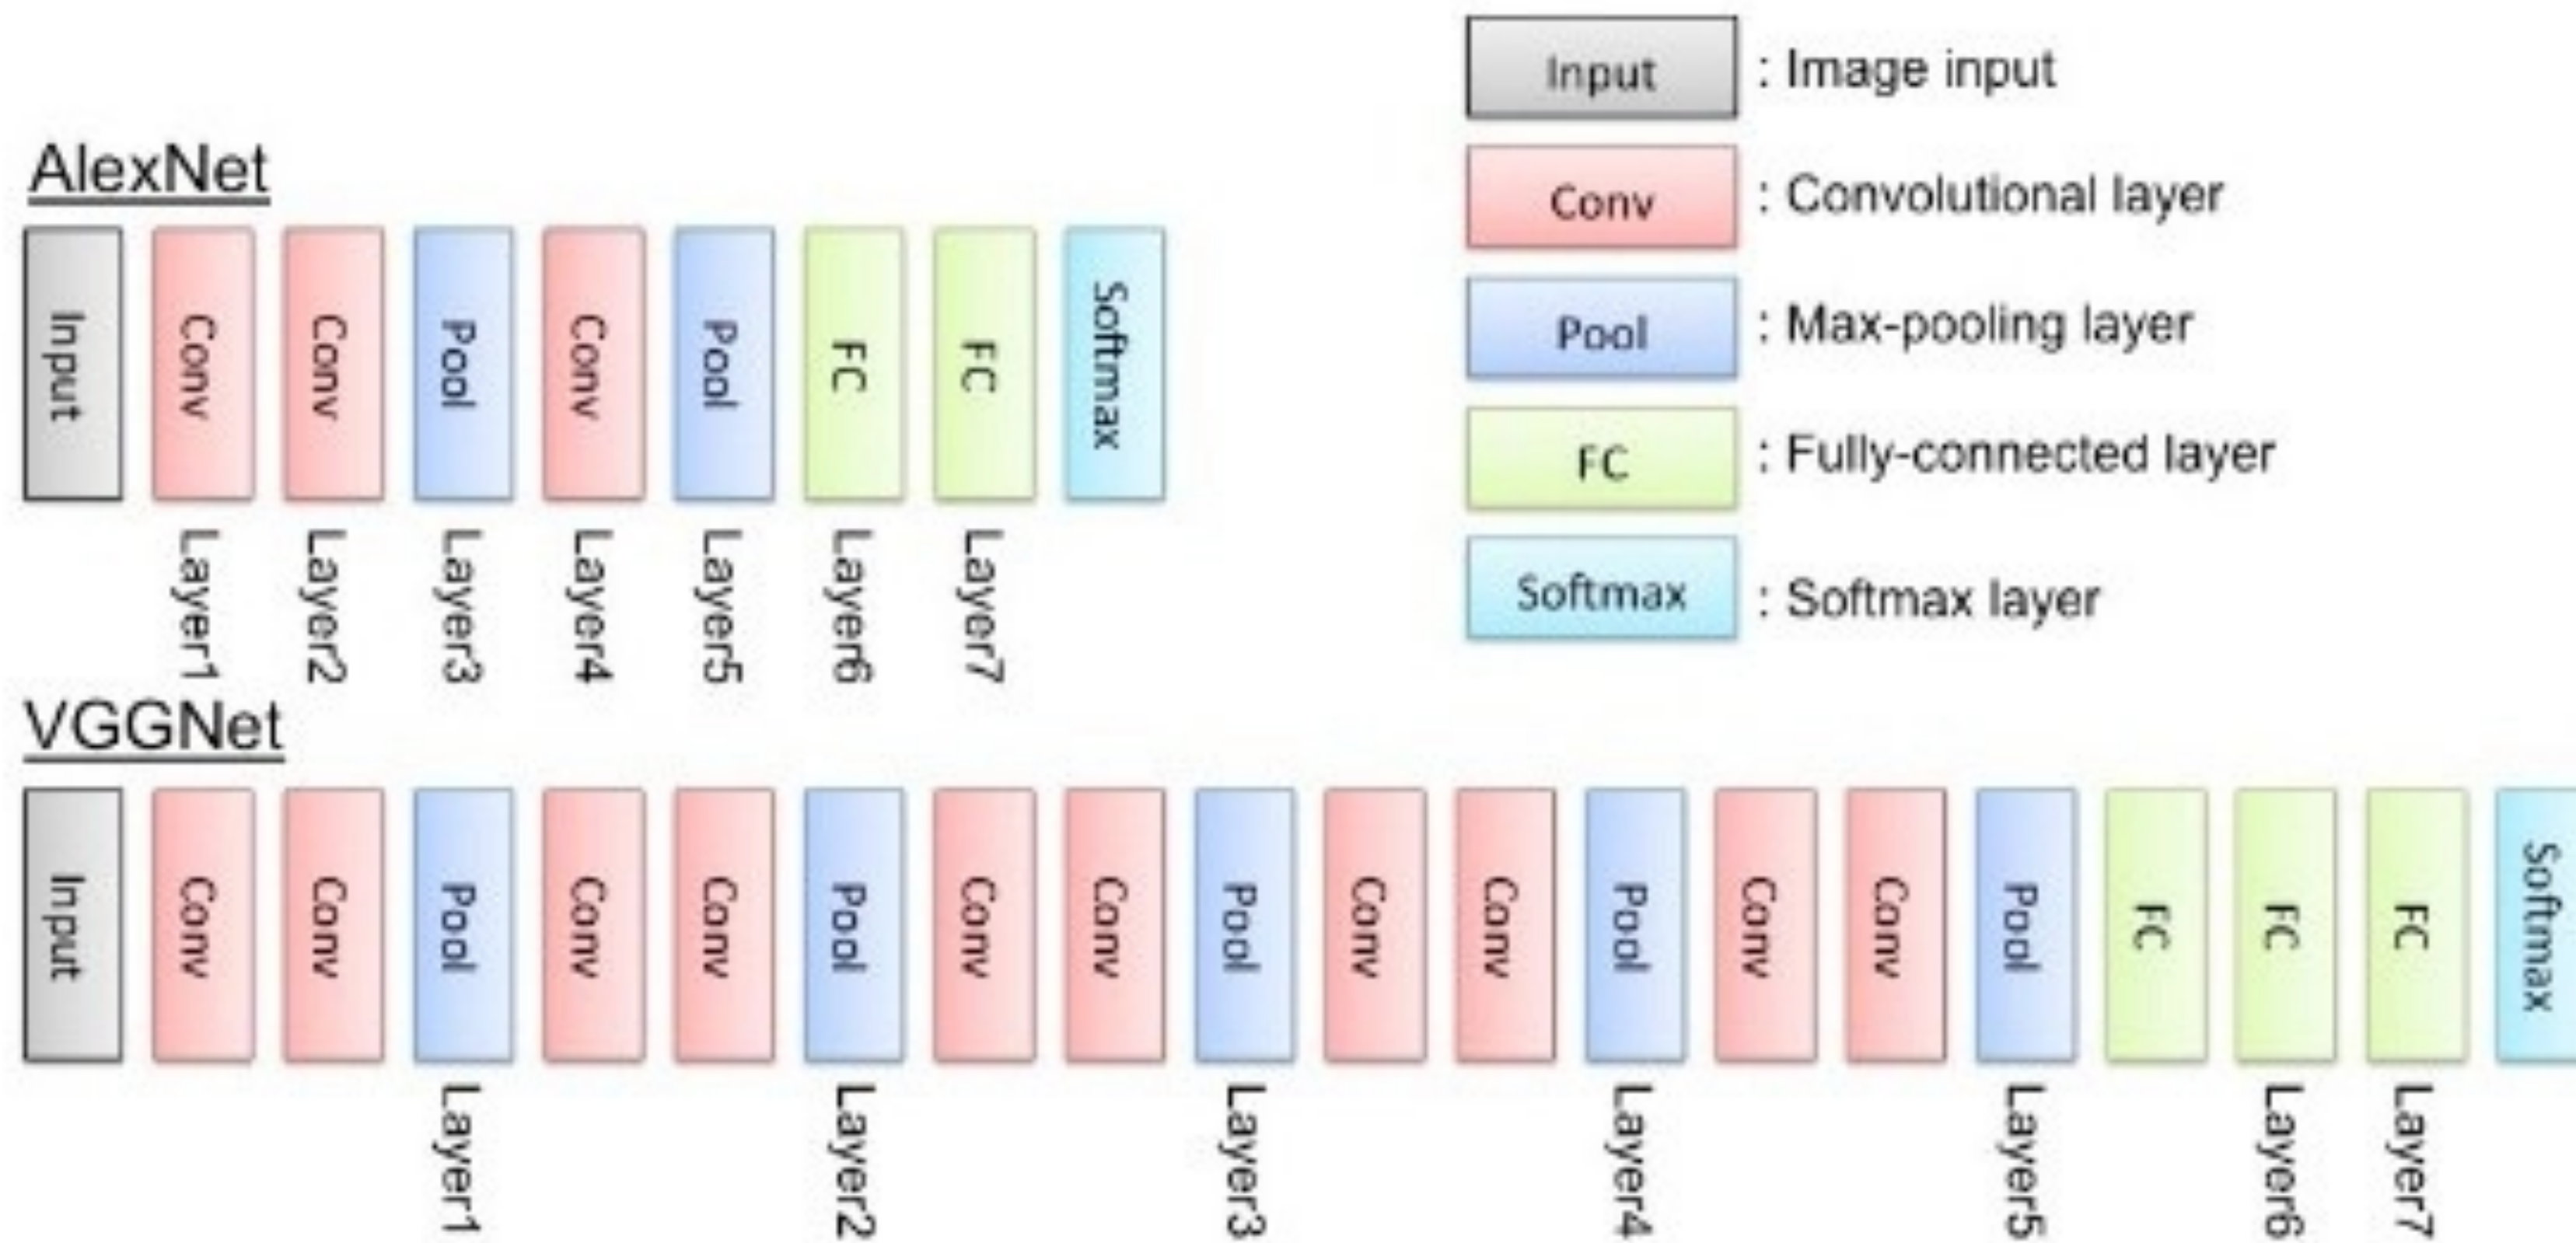 Input : Image input
Conv : Convolutional layer
Pool : Max-pooling layer
FC : Fully-connected layer
Softmax : Softmax layer
AlexNet
Input Conv Conv Pool Conv Pool FC FC Softmax
Layer1 Layer2 Layer3 Layer4 Layer5 Layer6 Layer7
VGGNet
Input Conv Conv Pool Conv Conv Pool Conv Conv Pool Conv Conv Pool Conv Conv Pool FC FC FC Softmax
Layer1 Layer2 Layer3 Layer4 Layer5 Layer6 Layer7